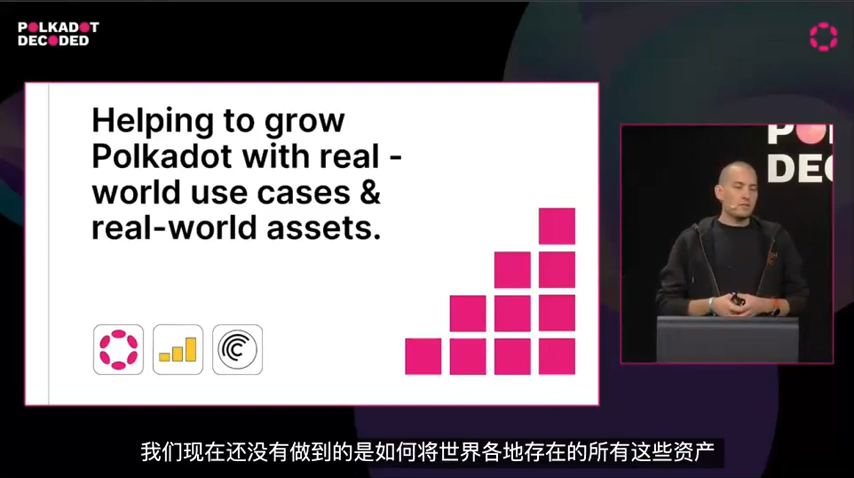 POLKADOT
DECODED
Helping to grow
Polkadot with real -
world use cases &
real-world assets.
PO
DECO
我们现在还没有做到的是如何将世界各地存在的所有这些资产